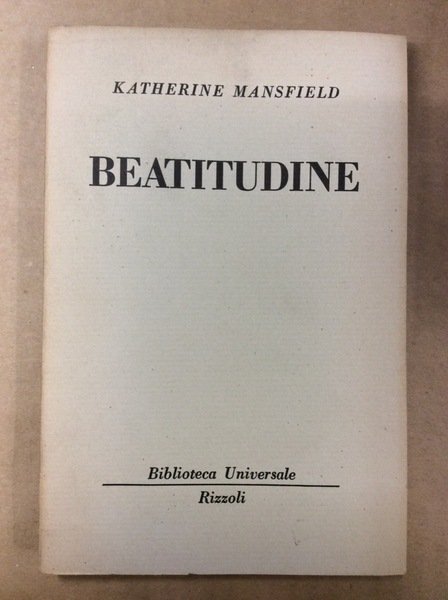 KATHERINE MANSFIELD
BEATITUDINE
Biblioteca Universale
Rizzoli